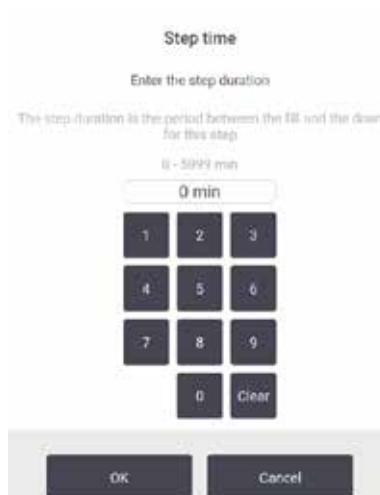 Step time
Enter the step duration
The step duration is the period between the fill and the
for this step
0 - 5999 min
0 min
1 2 3
4 5 6
7 8 9
0 Clear
OK Cancel